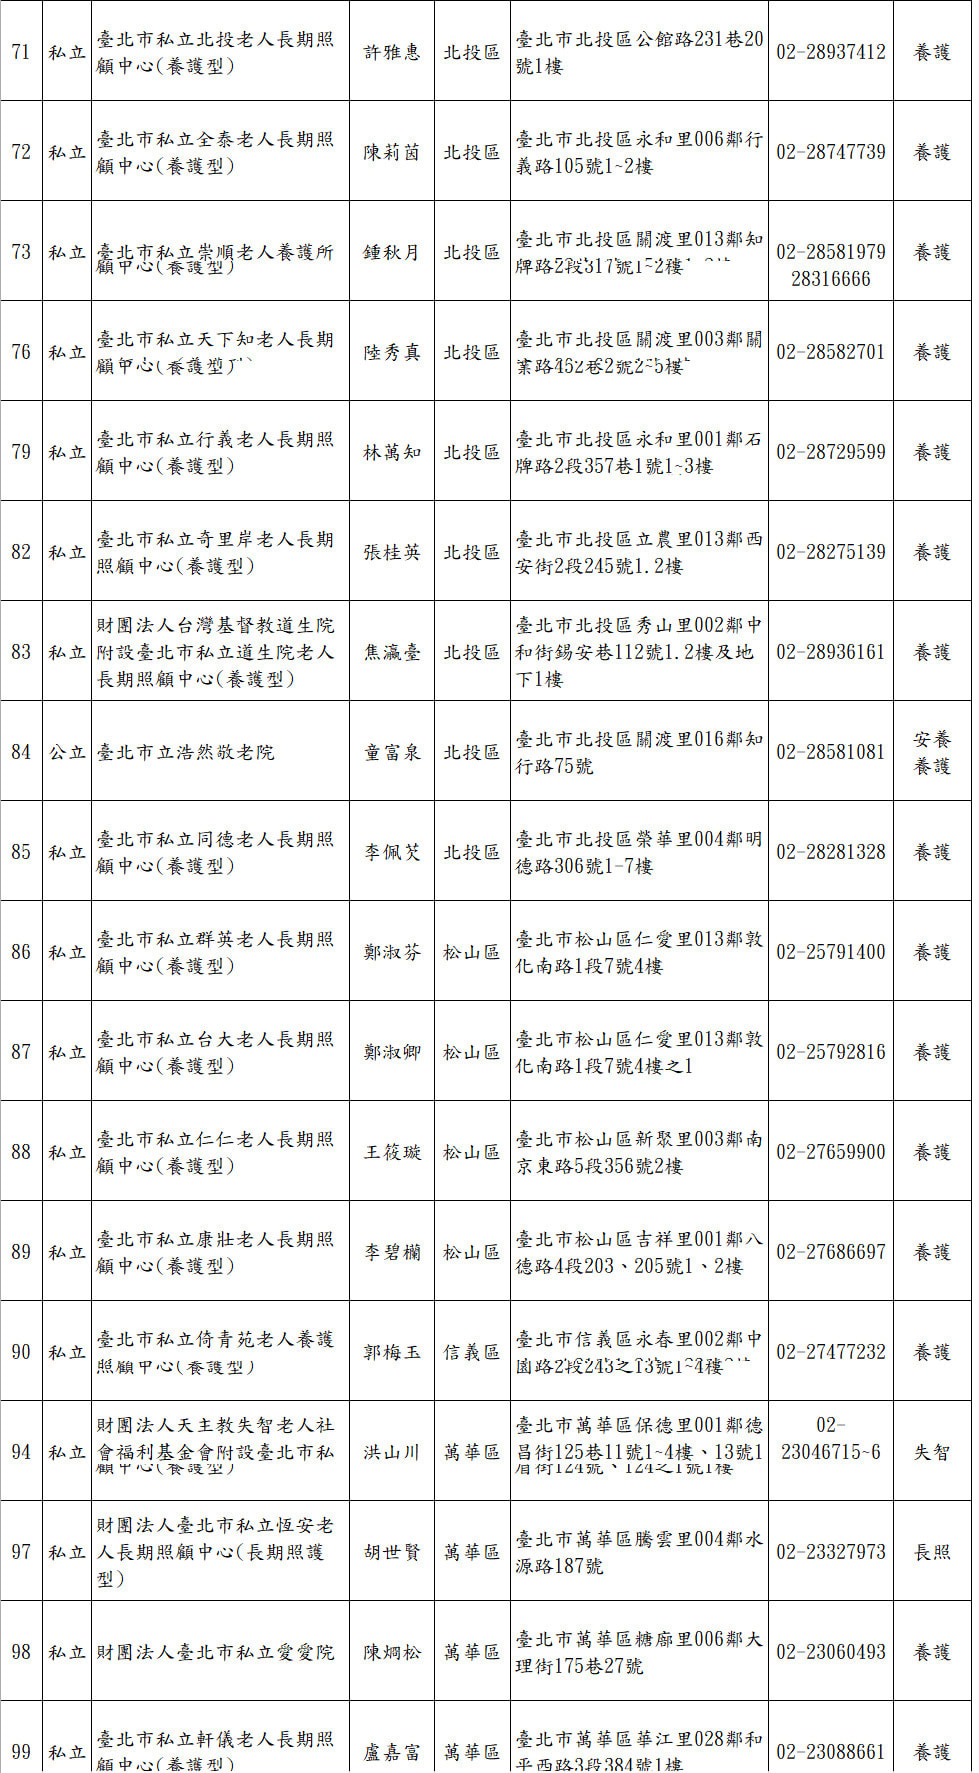 71 私立 臺北市私立北投老人長期照 許雅惠 北投區 臺北市北投區公館路231巷20 02-28937412 養護
顧中心(養護型) 號1樓
72 私立 臺北市私立全泰老人長期照 陳莉茵 北投區 臺北市北投區永和里006鄰行 02-28747739 養護
顧中心(養護型) 義路105號1~2樓
73 私立 臺北市私立崇順老人養護所 鍾秋月 北投區 臺北市北投區關渡里013鄰知 02-28581979 養護
顧中心(養護型) 牌路2段317號1~2樓 28316666
76 私立 臺北市私立天下知老人長期 陸秀真 北投區 臺北市北投區關渡里003鄰關 02-28582701 養護
養護型 路 樓
79 私立 臺北市私立行義老人長期照 林萬知 北投區 臺北市北投區永和里001鄰石 02-28729599 養護
顧中心(養護型) 牌路2段357巷1號1~3樓
82 私立 臺北市私立奇里岸老人長期 張桂英 北投區 臺北市北投區立農里013鄰西 02-28275139 養護
照顧中心(養護型) 安街2段245號1.2樓
83 私立 財團法人台灣基督教道生院 焦瀛臺 北投區 臺北市北投區秀山里002鄰中 02-28936161 養護
附設臺北市私立道生院老人 和街錫安巷112號1.2樓及地
長期照顧中心(養護型) 下1樓
84 公立 臺北市立浩然敬老院 童富泉 北投區 臺北市北投區關渡里016鄰知 02-28581081 安養
行路75號 養護
85 私立 臺北市私立同德老人長期照 李佩芡 北投區 臺北市北投區榮華里004鄰明 02-28281328 養護
顧中心(養護型) 德路306號1-7樓
86 私立 臺北市私立群英老人長期照 鄭淑芬 松山區 臺北市松山區仁愛里013鄰敦 02-25791400 養護
顧中心(養護型) 化南路1段7號4樓
87 私立 臺北市私立台大老人長期照 鄭淑卿 松山區 臺北市松山區仁愛里013鄰敦 02-25792816 養護
顧中心(養護型) 化南路1段7號4樓之1
88 私立 臺北市私立仁仁老人長期照 王筱璇 松山區 臺北市松山區新聚里003鄰南 02-27659900 養護
顧中心(養護型) 京東路5段356號2樓
89 私立 臺北市私立康壯老人長期照 李碧欄 松山區 臺北市松山區吉祥里001鄰八 02-27686697 養護
顧中心(養護型) 德路4段203、205號1、2樓
90 私立 臺北市私立倚青苑老人養護 郭梅玉 信義區 臺北市信義區永春里002鄰中 02-27477232 養護
照顧中心(養護型)
94 私立 財團法人天主教失智老人社 洪山川 萬華區 臺北市萬華區保德里001鄰德 02- 失智
會福利基金會附設臺北市私 昌街125巷11號1~4樓、13號1 23046715~6
顧中心(養護型) 街124號、124之1號1樓
97 私立 財團法人臺北市私立恆安老 胡世賢 萬華區 臺北市萬華區騰雲里004鄰水 02-23327973 長照
人長期照顧中心(長期照護 源路187號
型)
98 私立 財團法人臺北市私立愛愛院 陳烱松 萬華區 臺北市萬華區糖廍里006鄰大 02-23060493 養護
理街175巷27號
99 私立 臺北市私立軒儀老人長期照 盧嘉富 萬華區 臺北市萬華區華江里028鄰和 02-23088661 養護
顧中心(養護型) 平西路3段384號1樓